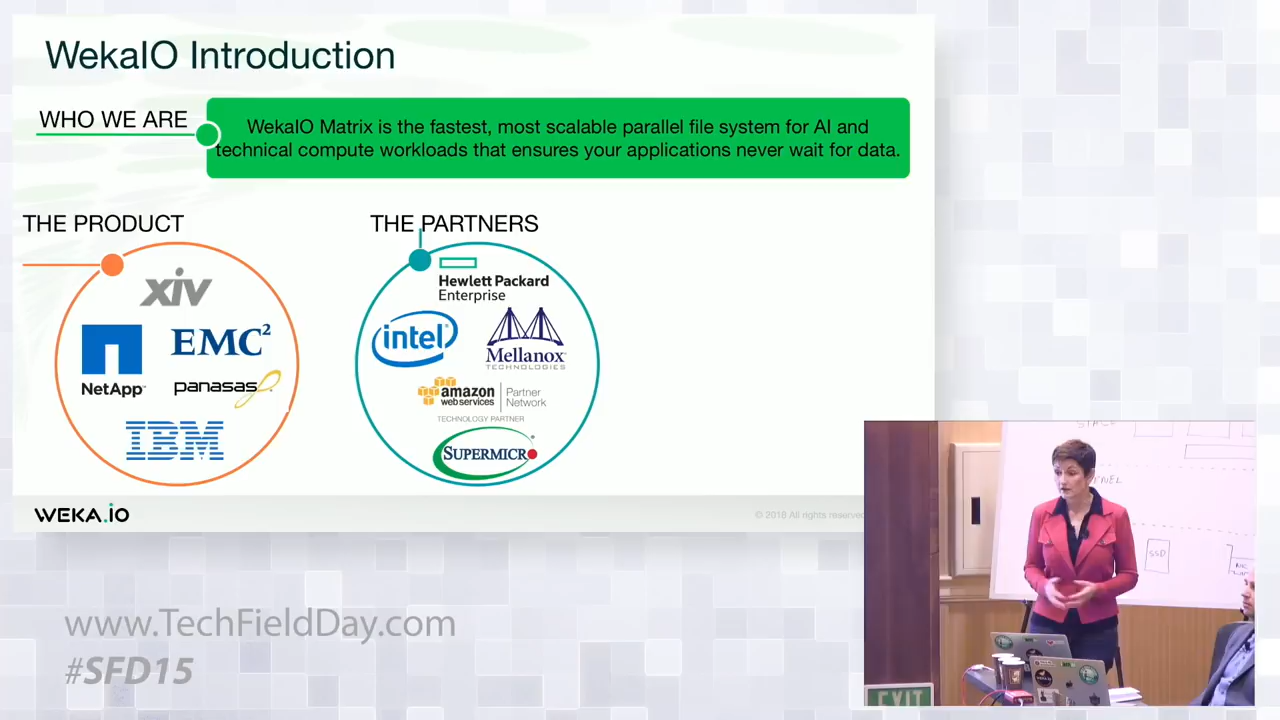 WekaIO Introduction
WHO WE ARE
WekaIO Matrix is the fastest, most scalable parallel file system for AI and
technical compute workloads that ensures your applications never wait for data.
THE PRODUCT
XIV
NetApp
EMC²
panasas
IBM
THE PARTNERS
Hewlett Packard
Enterprise
intel
Mellanox
TECHNOLOGIES
amazon
web services
Partner
Network
TECHNOLOGY PARTNER
SUPERMICRO
WEKA.iO
© 2018 All rights reserved
SSD
EXIT
www.TechFieldDay.com
#SFD15